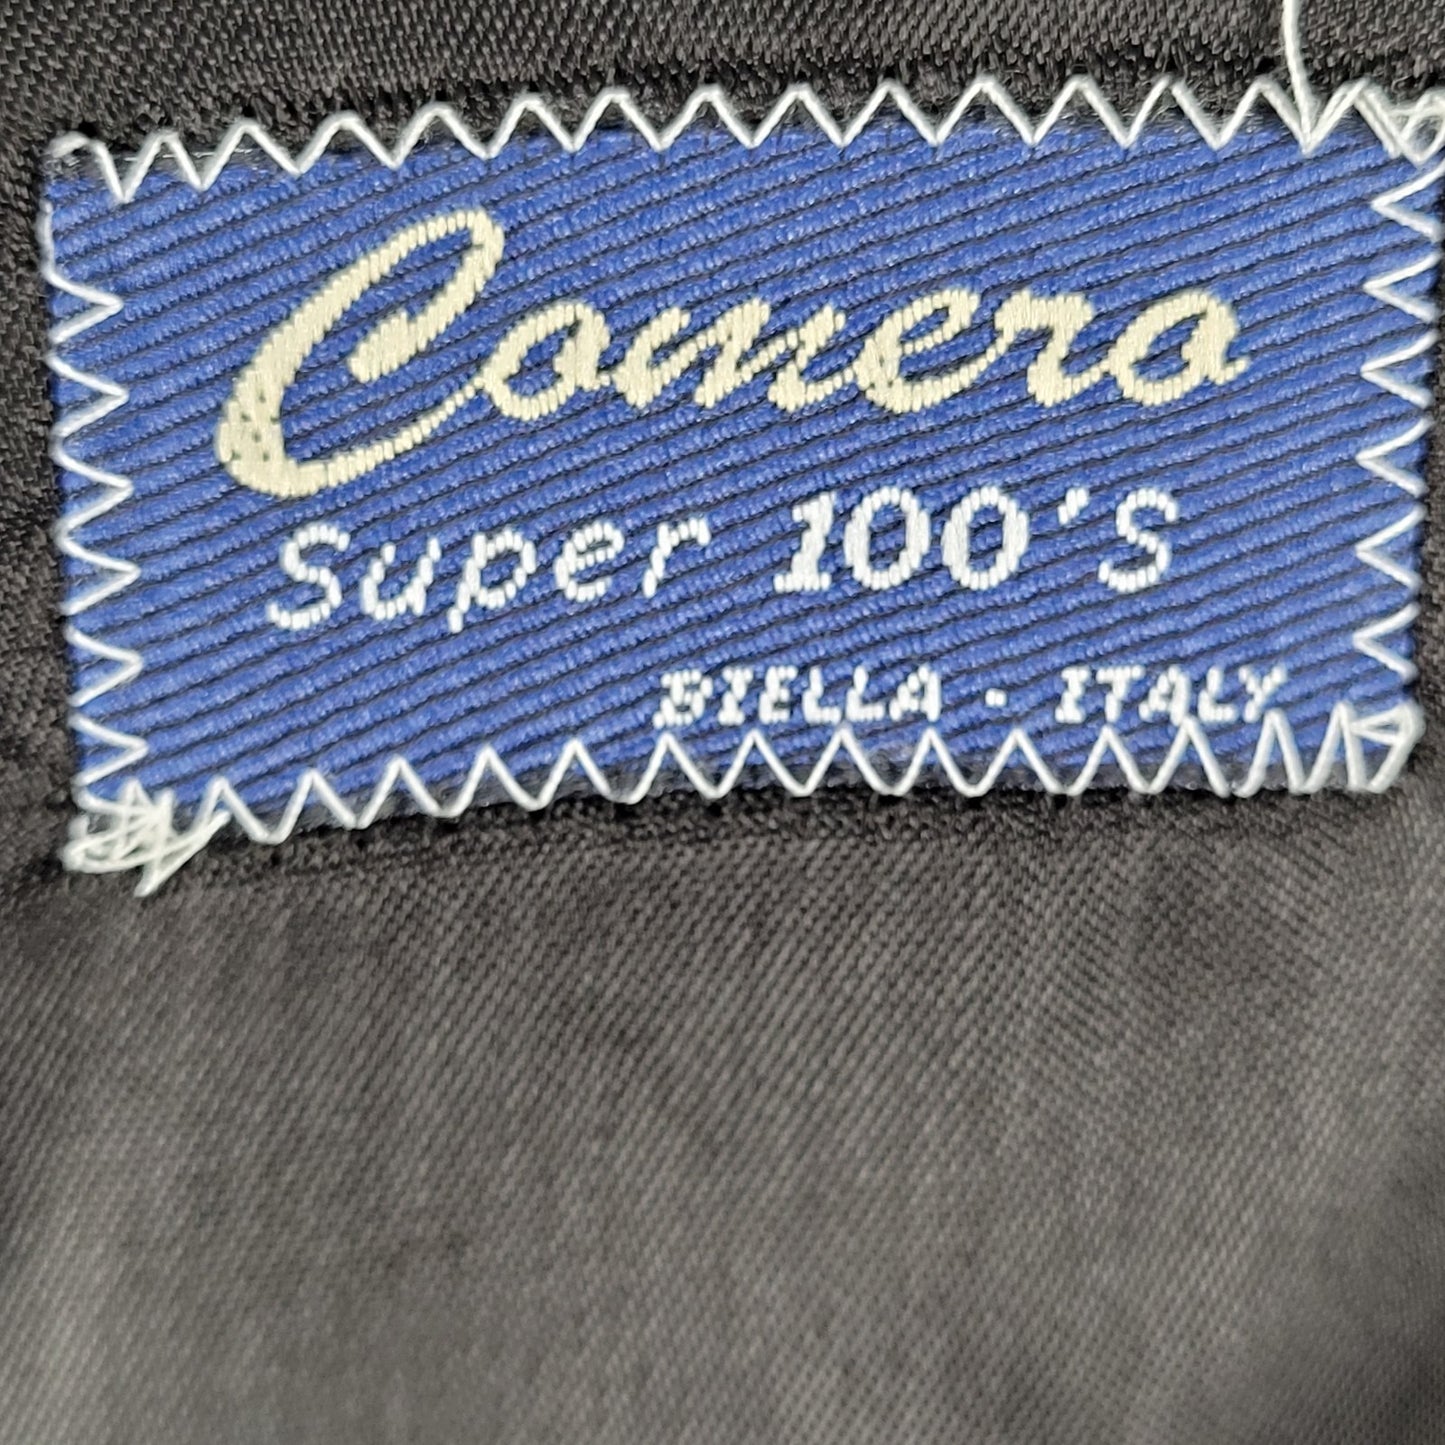 Comero
Super 100'S
BIELLA - ITALY